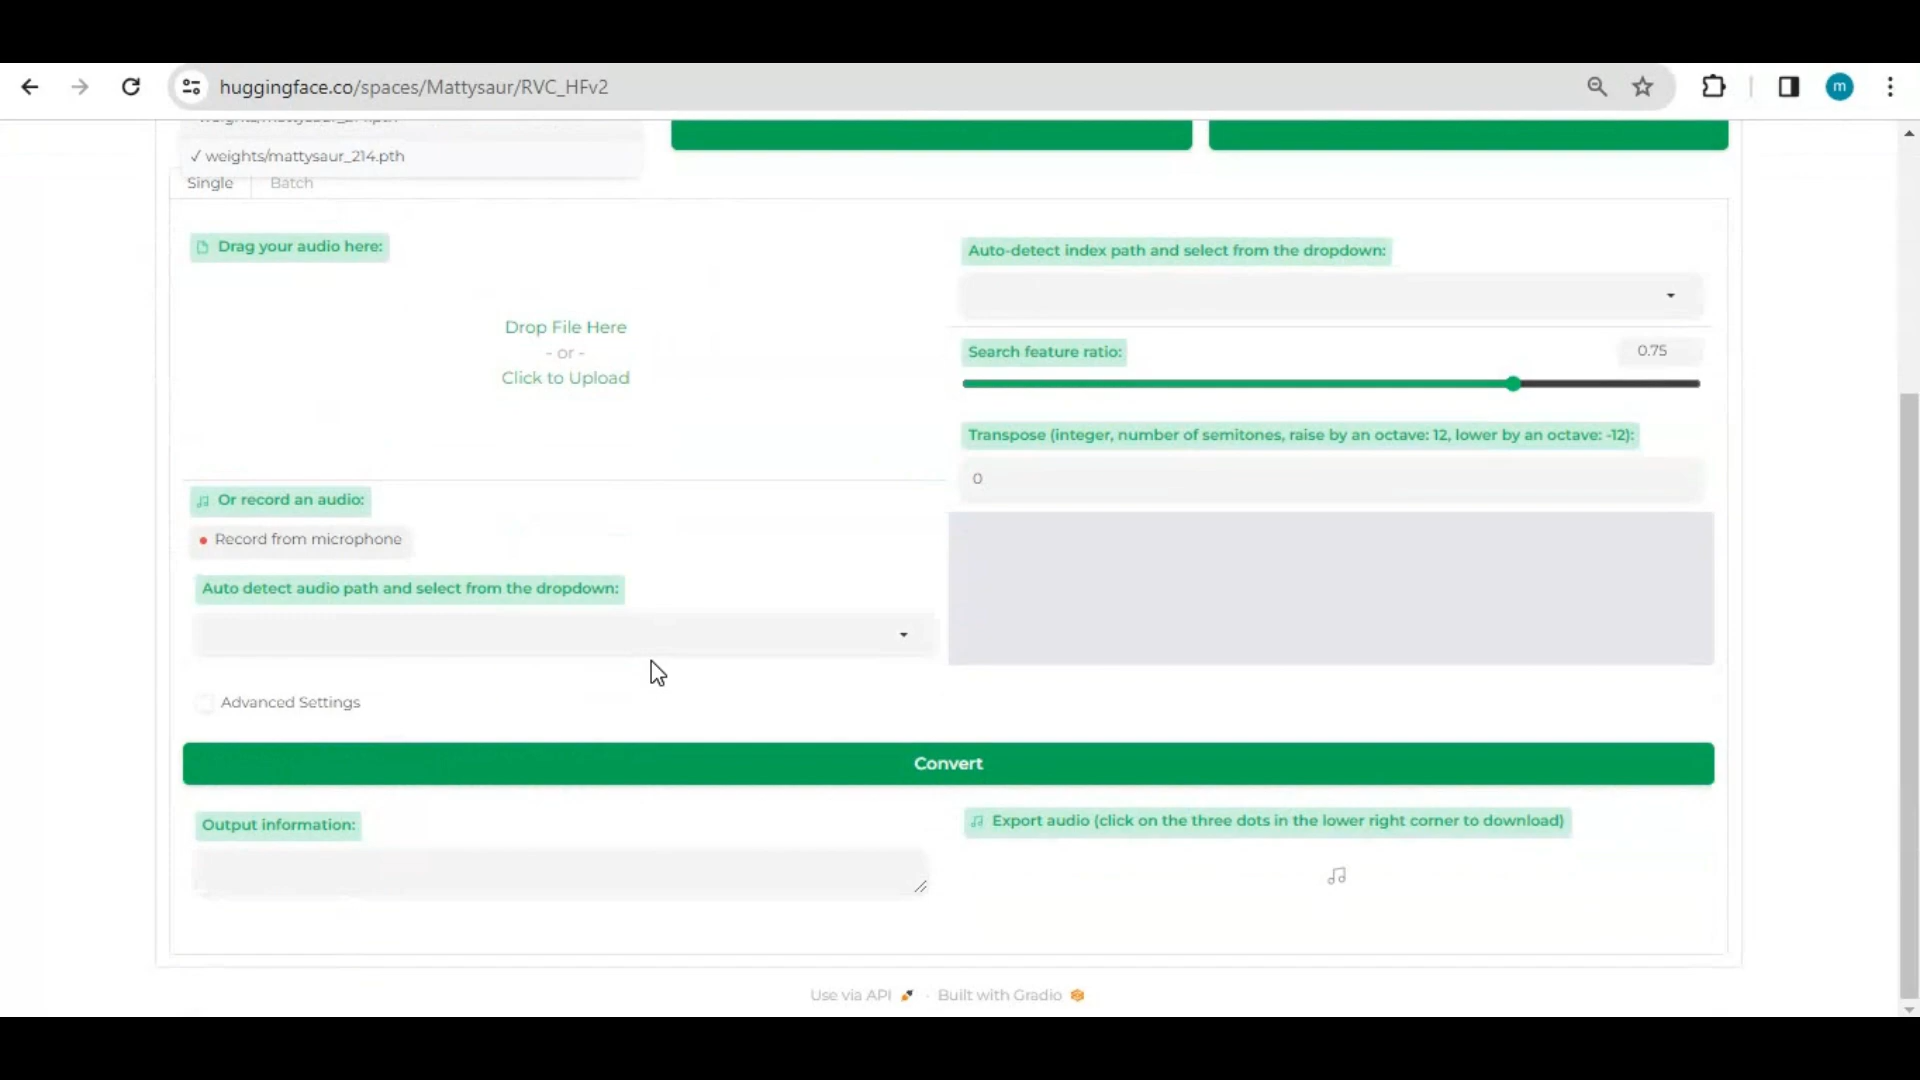 huggingface.co/spaces/Mattysaur/RVC_HFv2
m
✓ weights/mattysaur_214.pth
Single
Batch
Drag your audio here:
Drop File Here
- or -
Click to Upload
Or record an audio:
Record from microphone
Auto detect audio path and select from the dropdown:
Advanced Settings
Auto-detect index path and select from the dropdown:
Search feature ratio:
0.75
Transpose (integer, number of semitones, raise by an octave: 12, lower by an octave: -12):
0
Convert
Output information:
Export audio (click on the three dots in the lower right corner to download)
Use via API · Built with Gradio